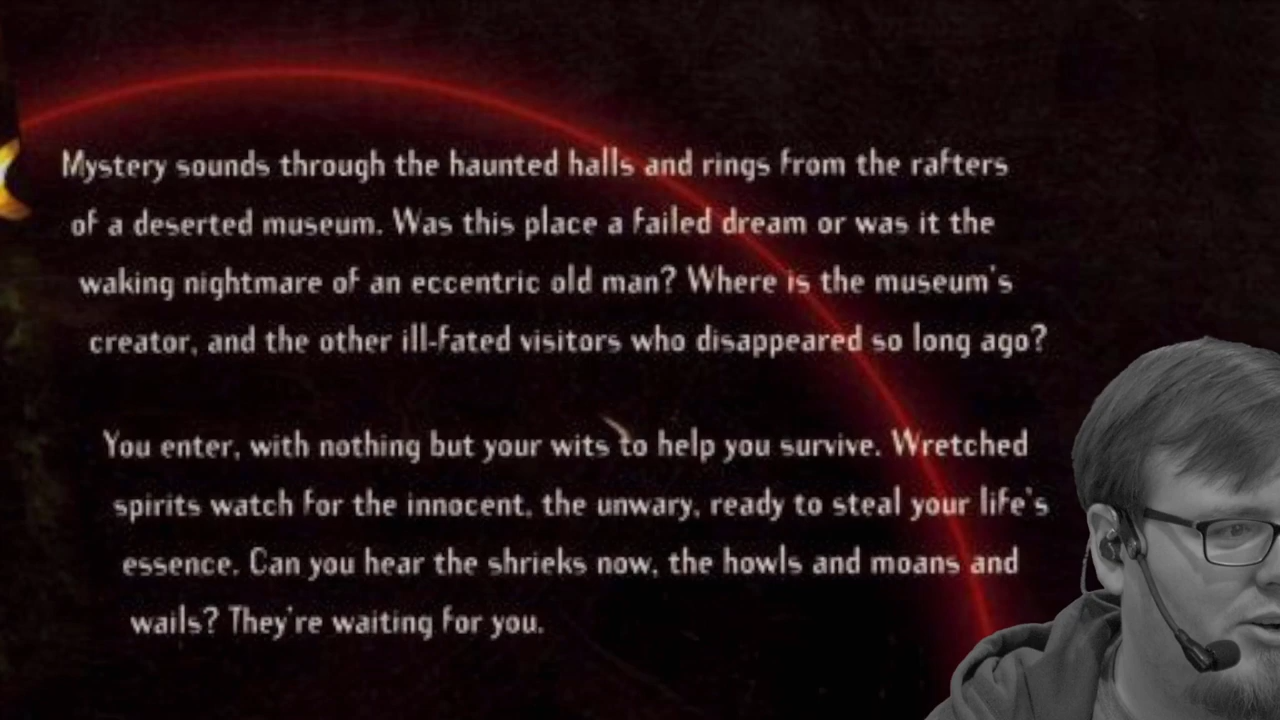 Mystery sounds through the haunted halls and rings from the rafters
of a deserted museum. Was this place a failed dream or was it the
waking nightmare of an eccentric old man? Where is the museum's
creator, and the other ill-fated visitors who disappeared so long ago?
You enter, with nothing but your wits to help you survive. Wretched
spirits watch for the innocent, the unwary, ready to steal your life's
essence. Can you hear the shrieks now, the howls and moans and
wails? They're waiting for you.